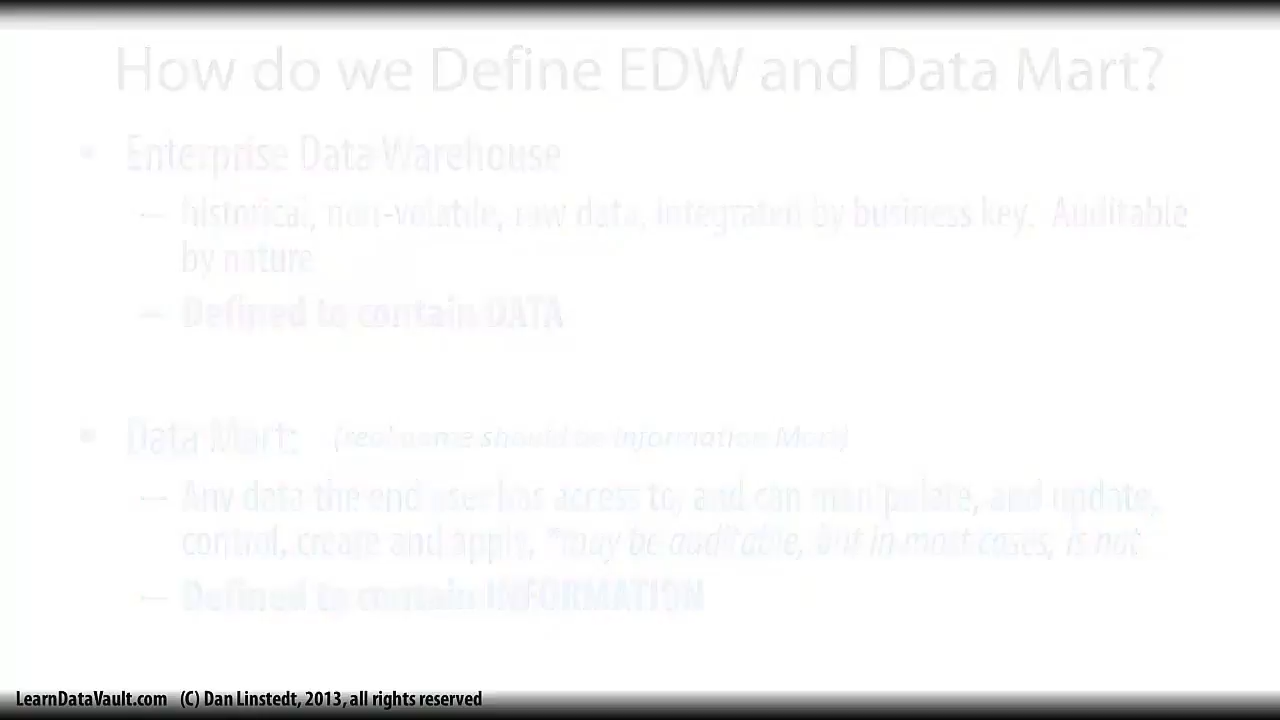 How do we Define EDW and Data Mart?
• Enterprise Data Warehouse
– historical, non-volatile, raw data, integrated by business key. Auditable
by nature
– Defined to contain DATA
• Data Mart: (real name should be Information Mart)
– Any data the end user has access to, and can manipulate, and update,
control, create and apply, *may be auditable, but in most cases, is not
– Defined to contain INFORMATION
LearnDataVault.com (C) Dan Linstedt, 2013, all rights reserved